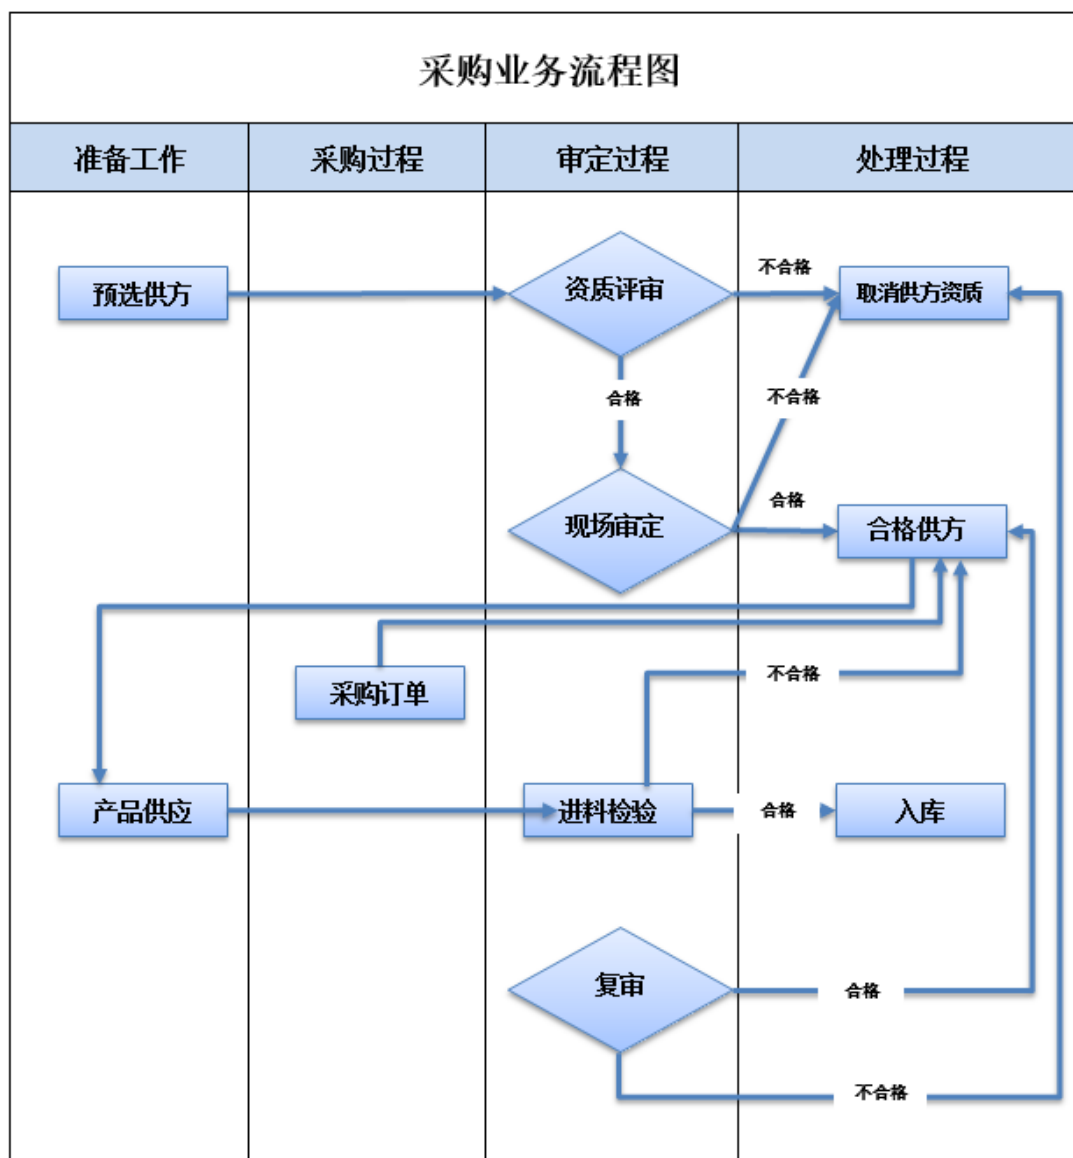 采购业务流程图
准备工作
采购过程
审定过程
处理过程
预选供方
资质评审
不合格
取消供方资质
合格
不合格
现场审定
合格
合格供方
采购订单
不合格
产品供应
进料检验
合格
入库
复审
合格
不合格